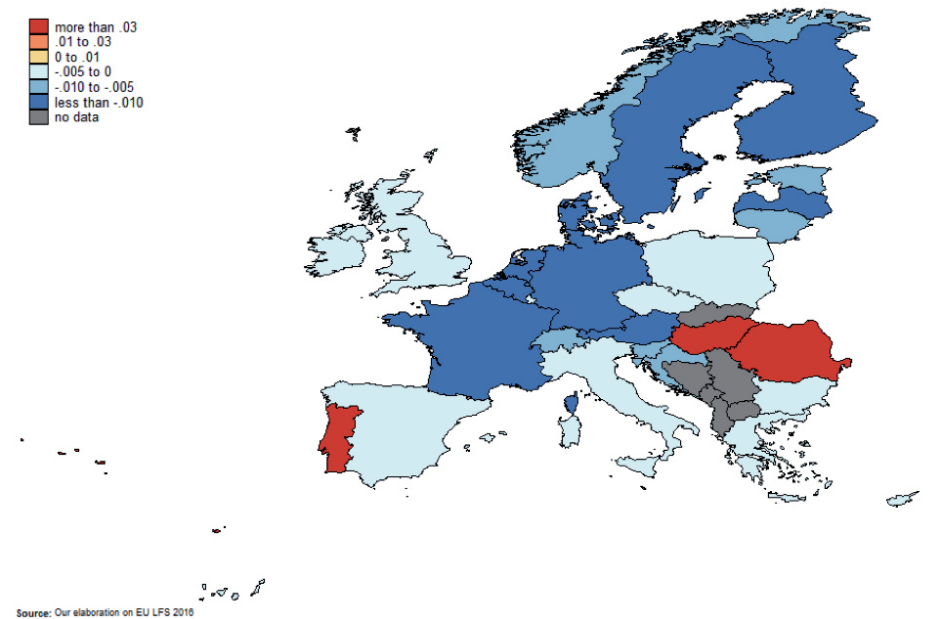 more than .03
.01 to .03
0 to .01
-.005 to 0
-.010 to -.005
less than -.010
no data
Source: Our elaboration on EU LFS 2016